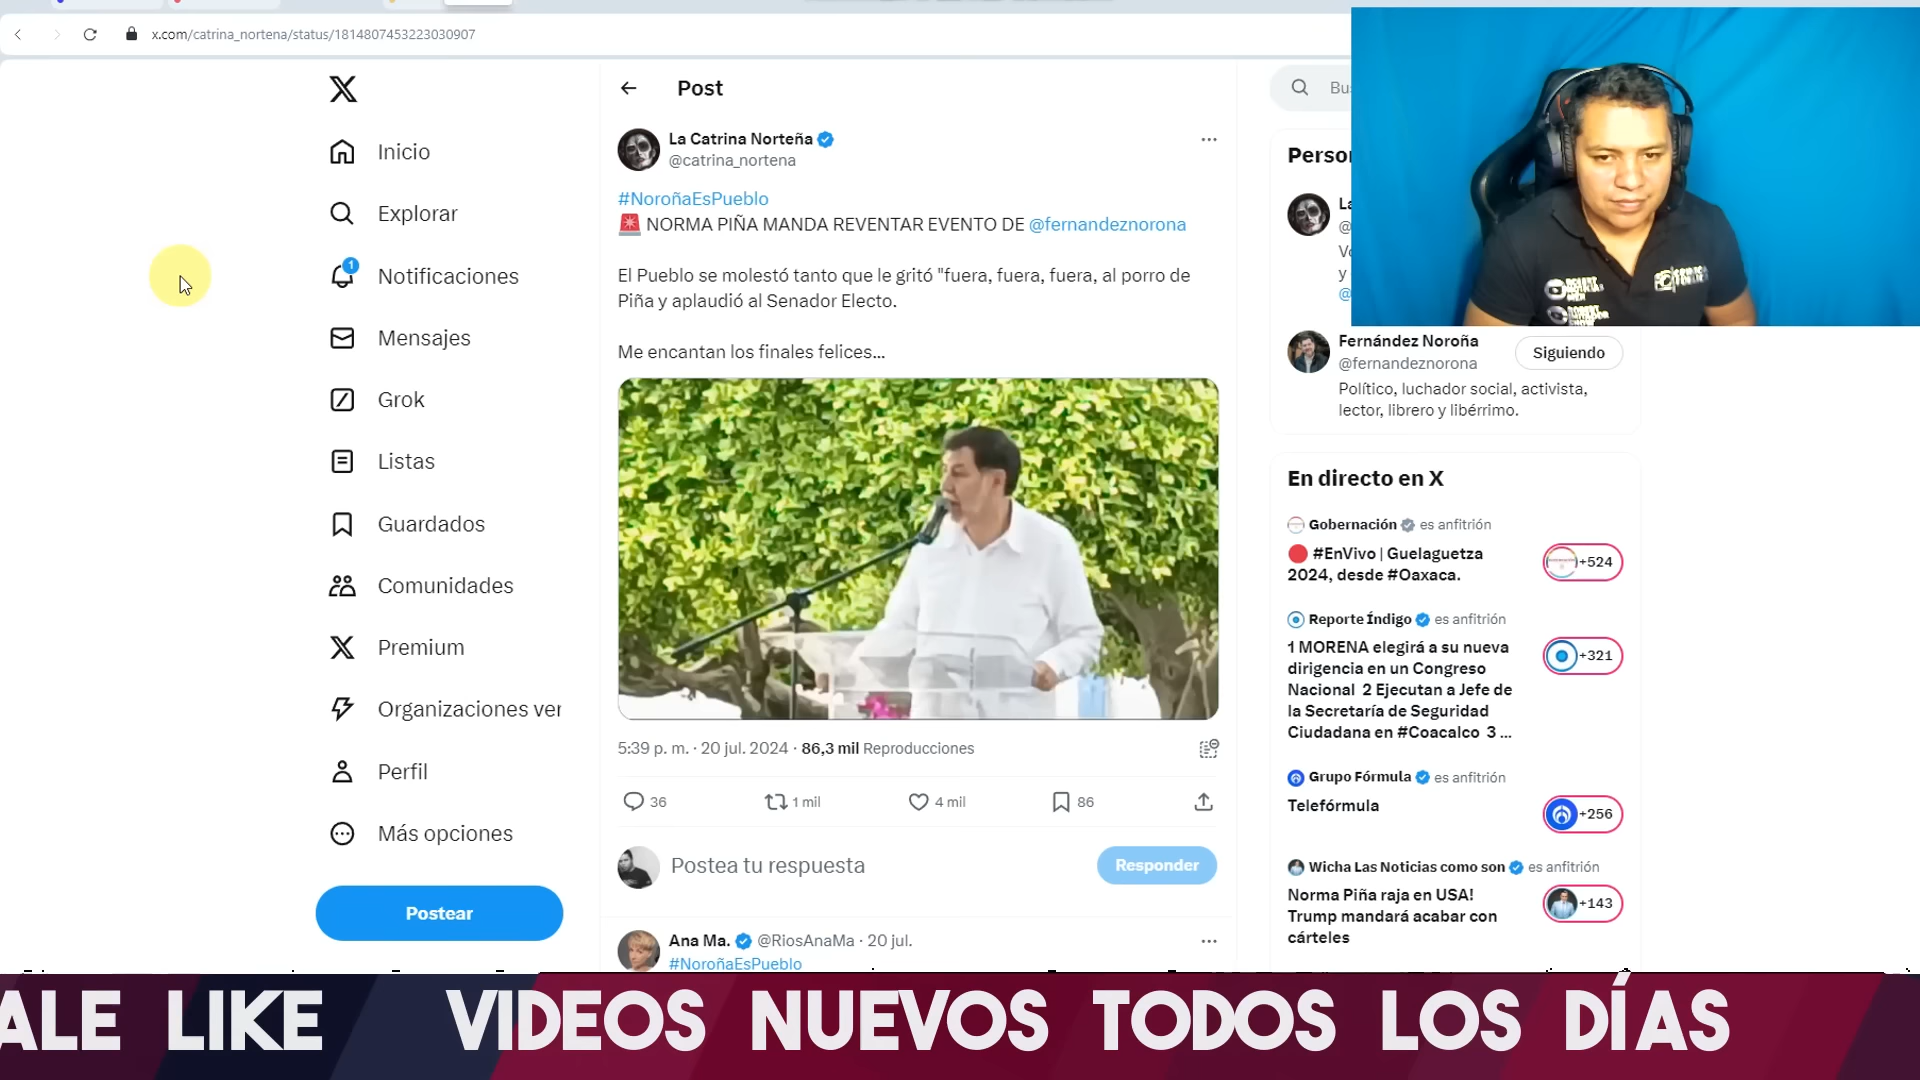 x.com/catrina_nortena/status/1814807453223030907
Post
Inicio
Explorar
1
Notificaciones
Mensajes
Grok
Listas
Guardados
Comunidades
Premium
Organizaciones ver
Perfil
Más opciones
Postear
La Catrina Norteña
@catrina_nortena
#NoroñaEsPueblo
🚨 NORMA PIÑA MANDA REVENTAR EVENTO DE @fernandeznorona
El Pueblo se molestó tanto que le gritó "fuera, fuera, fuera, al porro de
Piña y aplaudió al Senador Electo.
Me encantan los finales felices...
5:39 p. m. · 20 jul. 2024 · 86,3 mil Reproducciones
36
1 mil
4 mil
86
Postea tu respuesta
Responder
Ana Ma. @RiosAnaMa · 20 jul.
#NoroñaEsPueblo
Bus
Person
La
@
Vo
y
@
Fernández Noroña
@fernandeznorona
Siguiendo
Político, luchador social, activista,
lector, librero y libérrimo.
En directo en X
Gobernación es anfitrión
🔴 #EnVivo | Guelaguetza
2024, desde #Oaxaca.
+524
Reporte Índigo es anfitrión
1 MORENA elegirá a su nueva
dirigencia en un Congreso
Nacional 2 Ejecutan a Jefe de
la Secretaría de Seguridad
Ciudadana en #Coacalco 3 ...
+321
Grupo Fórmula es anfitrión
Telefórmula
+256
Wicha Las Noticias como son es anfitrión
Norma Piña raja en USA!
Trump mandará acabar con
cárteles
+143
ALE LIKE VIDEOS NUEVOS TODOS LOS DÍAS